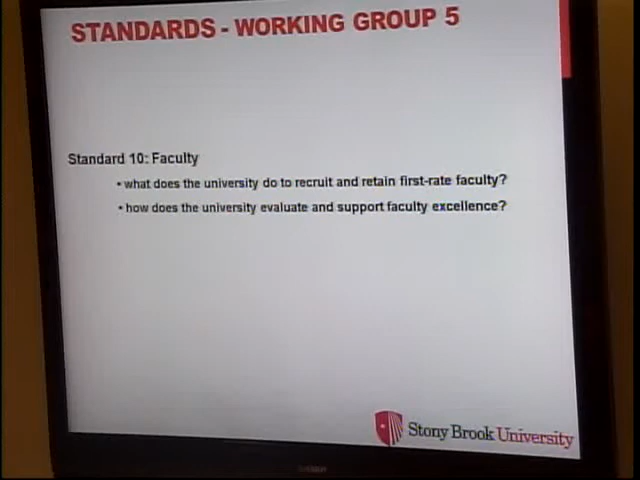 STANDARDS - WORKING GROUP 5
Standard 10: Faculty
• what does the university do to recruit and retain first-rate faculty?
• how does the university evaluate and support faculty excellence?
Stony Brook University